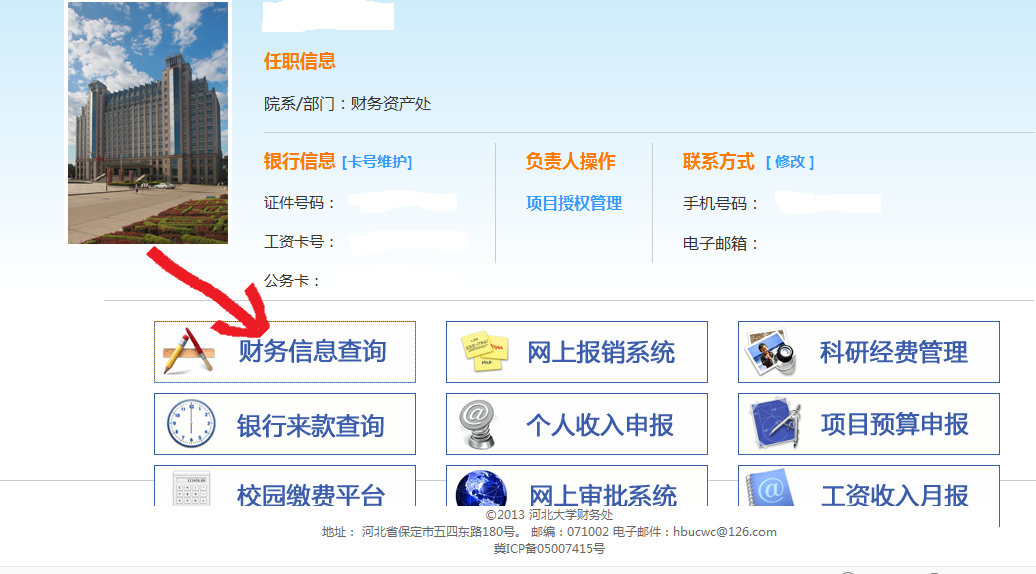 任职信息
院系/部门：财务资产处
银行信息 [卡号维护]
证件号码：
工资卡号：
公务卡：
负责人操作
项目授权管理
联系方式 [ 修改 ]
手机号码：
电子邮箱：
财务信息查询
网上报销系统
科研经费管理
银行来款查询
个人收入申报
项目预算申报
校园缴费平台
网上审批系统
工资收入月报
©2013 河北大学财务处
地址： 河北省保定市五四东路180号。 邮编：071002 电子邮件：hbucwc@126.com
冀ICP备05007415号